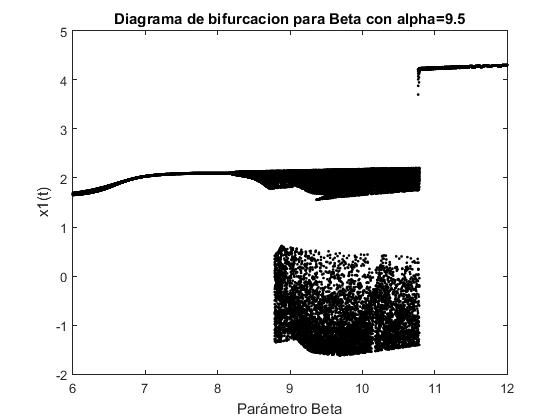 Diagrama de bifurcacion para Beta con alpha=9.5
x1(t)
5
4
3
2
1
0
-1
-2
6 7 8 9 10 11 12
Parámetro Beta